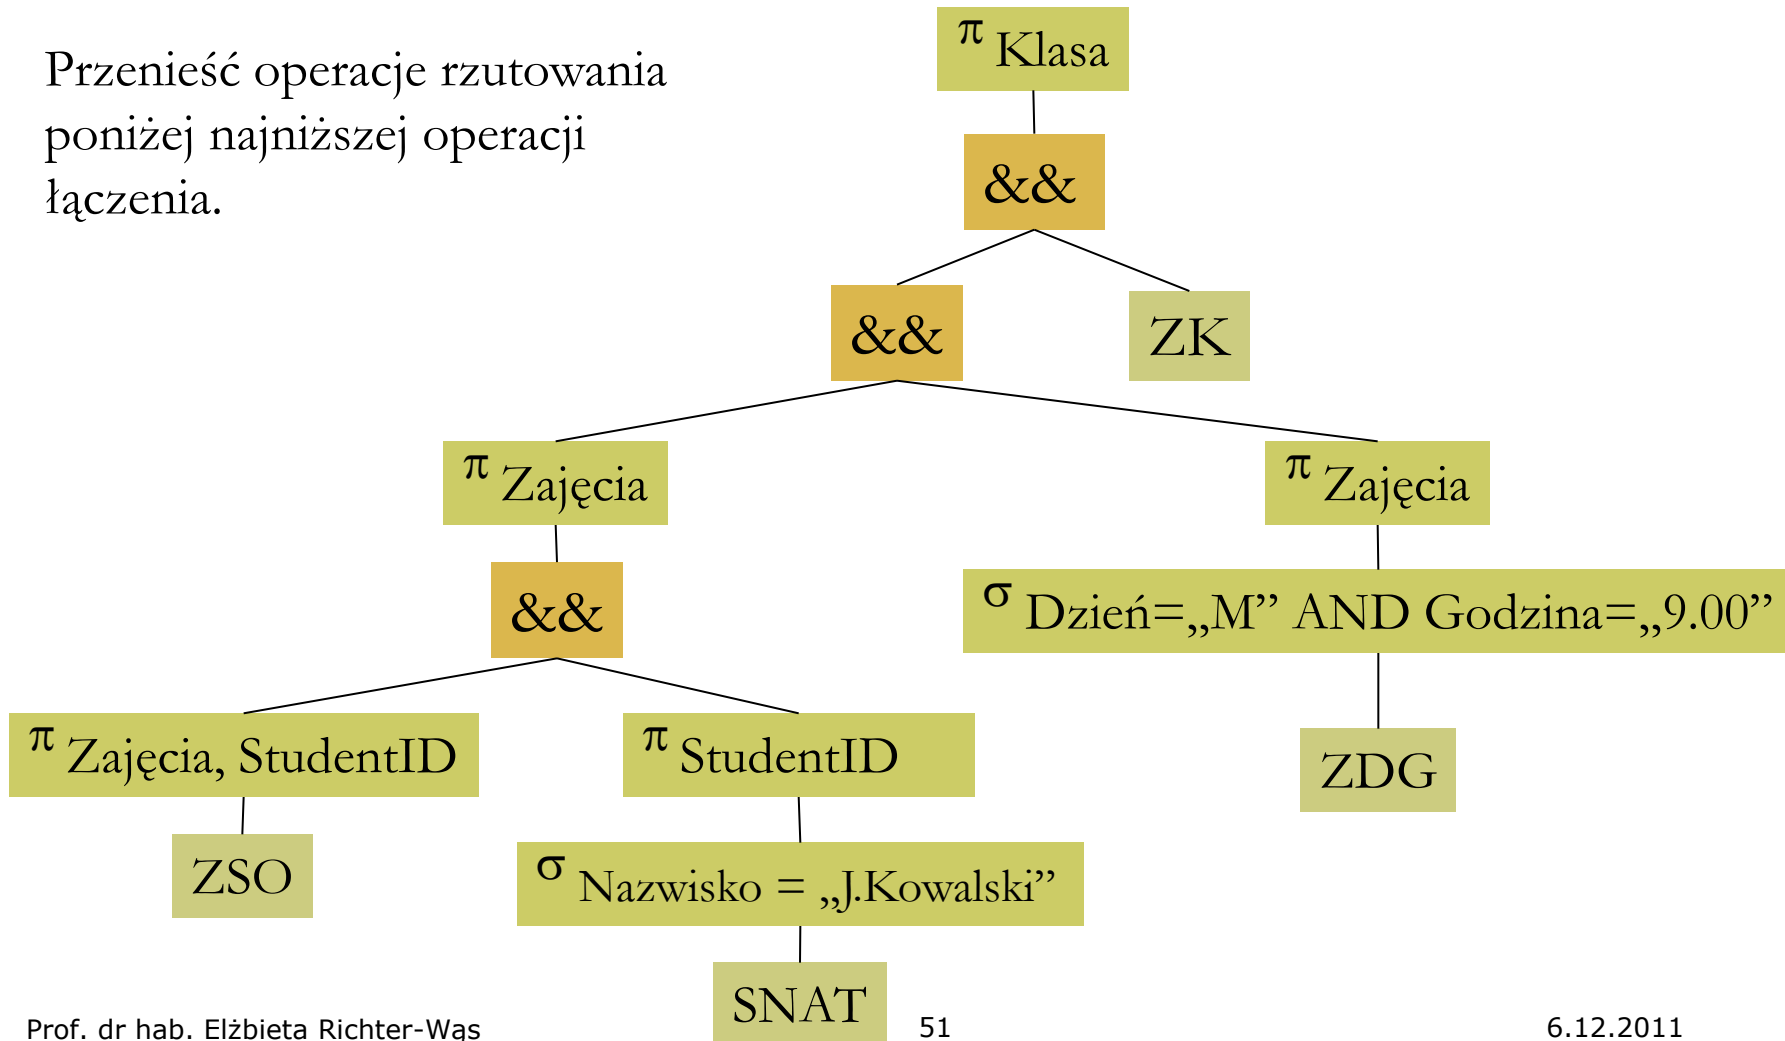 Przenieść operacje rzutowania
poniżej najniższej operacji
łączenia.
π Klasa
&&
&&
ZK
π Zajęcia
π Zajęcia
&&
σ Dzień=„M” AND Godzina=„9.00”
π Zajęcia, StudentID
π StudentID
ZDG
ZSO
σ Nazwisko = „J.Kowalski”
SNAT
Prof. dr hab. Elżbieta Richter-Wąs
51
6.12.2011